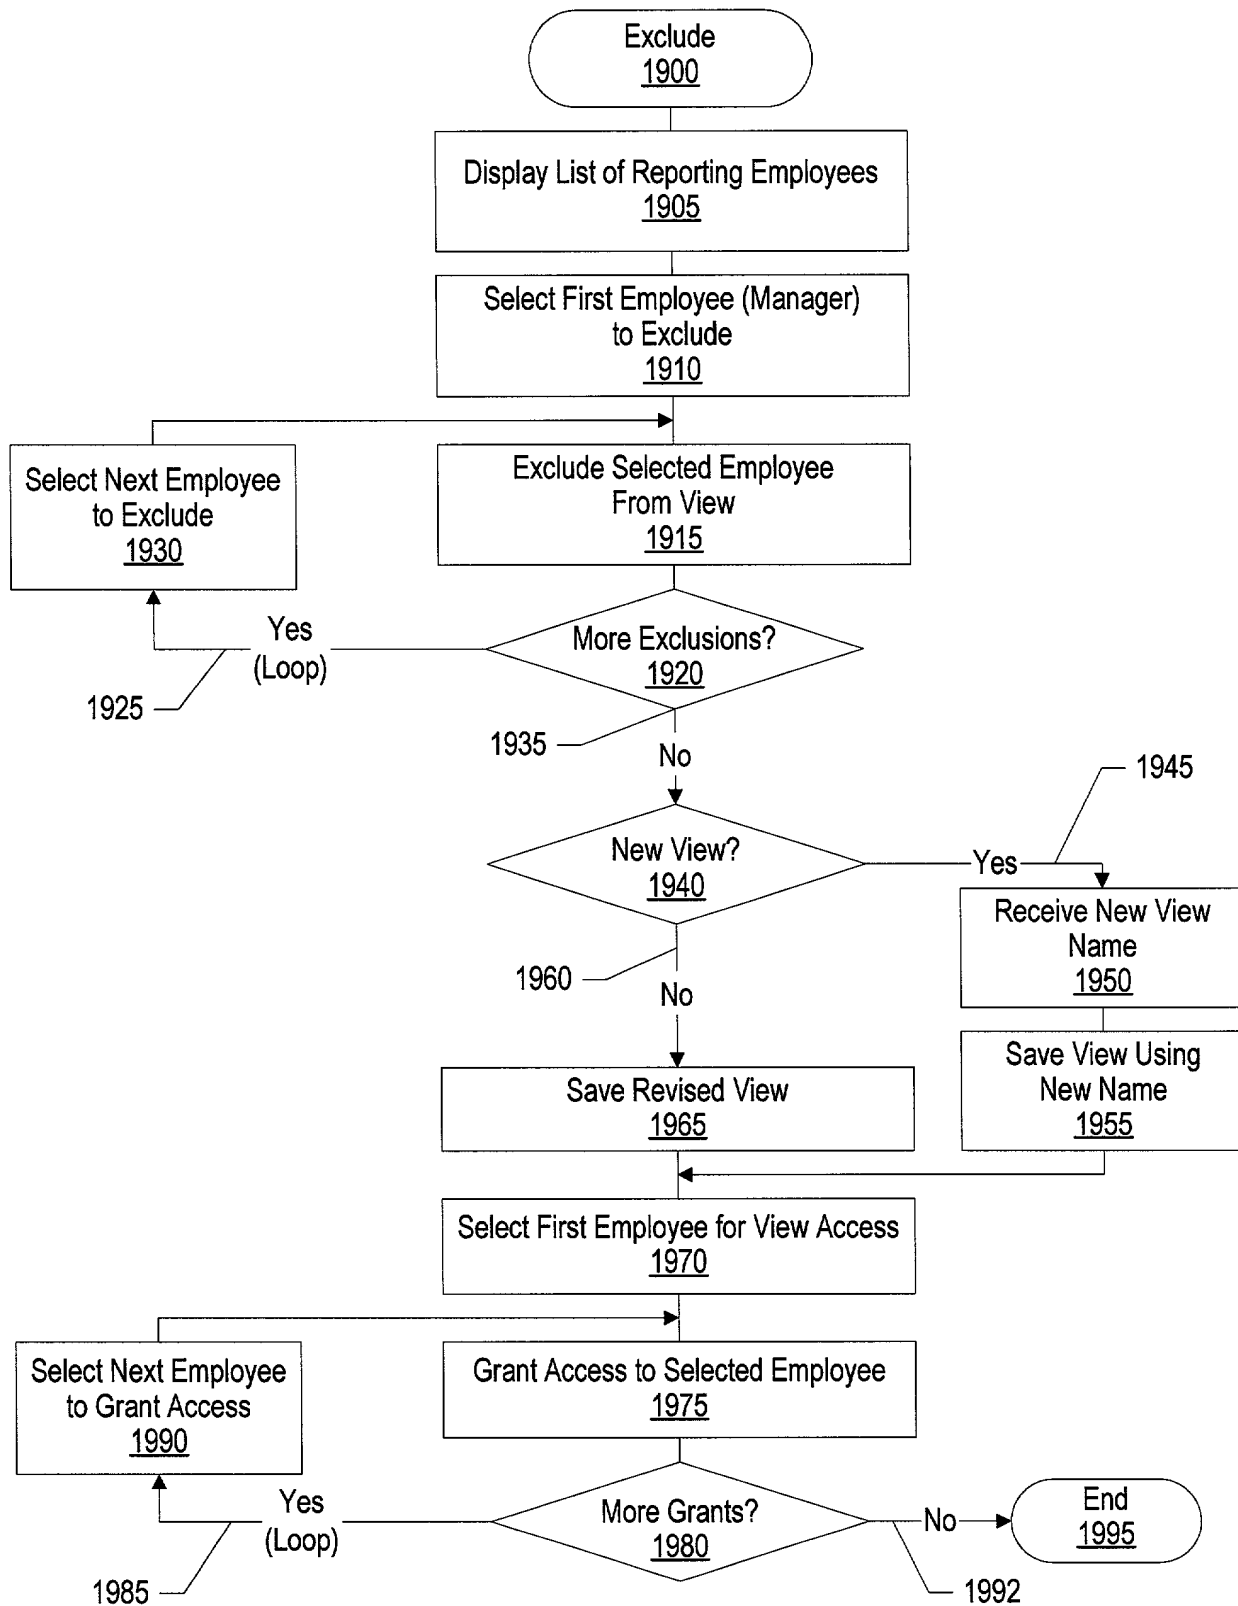 Exclude
1900
Display List of Reporting Employees
1905
Select First Employee (Manager)
to Exclude
1910
Select Next Employee
to Exclude
1930
Exclude Selected Employee
From View
1915
Yes
(Loop)
1925
More Exclusions?
1920
1935
No
1945
New View?
1940
Yes
Receive New View
Name
1950
1960
No
Save View Using
New Name
1955
Save Revised View
1965
Select First Employee for View Access
1970
Select Next Employee
to Grant Access
1990
Grant Access to Selected Employee
1975
Yes
(Loop)
1985
More Grants?
1980
No
1992
End
1995